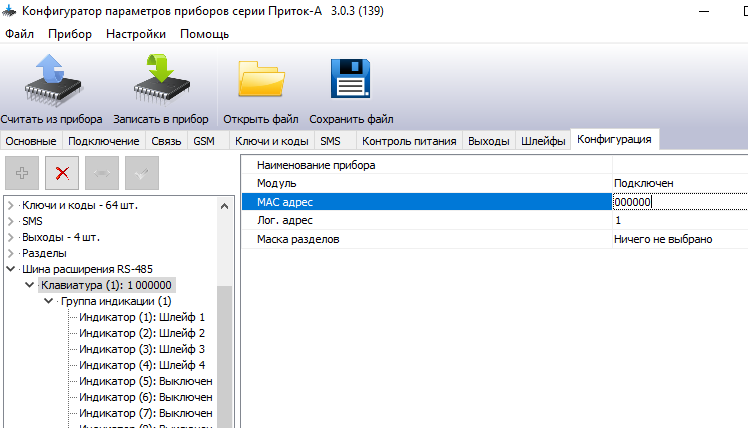 Конфигуратор параметров приборов серии Приток-А 3.0.3 (139)
Файл Прибор Настройки Помощь
Считать из прибора Записать в прибор Открыть файл Сохранить файл
Основные Подключение Связь GSM Ключи и коды SMS Контроль питания Выходы Шлейфы Конфигурация
Наименование прибора
Модуль Подключен
MAC адрес 000000
Лог. адрес 1
Маска разделов Ничего не выбрано
Ключи и коды - 64 шт.
SMS
Выходы - 4 шт.
Разделы
Шина расширения RS-485
Клавиатура (1): 1 000000
Группа индикации (1)
Индикатор (1): Шлейф 1
Индикатор (2): Шлейф 2
Индикатор (3): Шлейф 3
Индикатор (4): Шлейф 4
Индикатор (5): Выключен
Индикатор (6): Выключен
Индикатор (7): Выключен